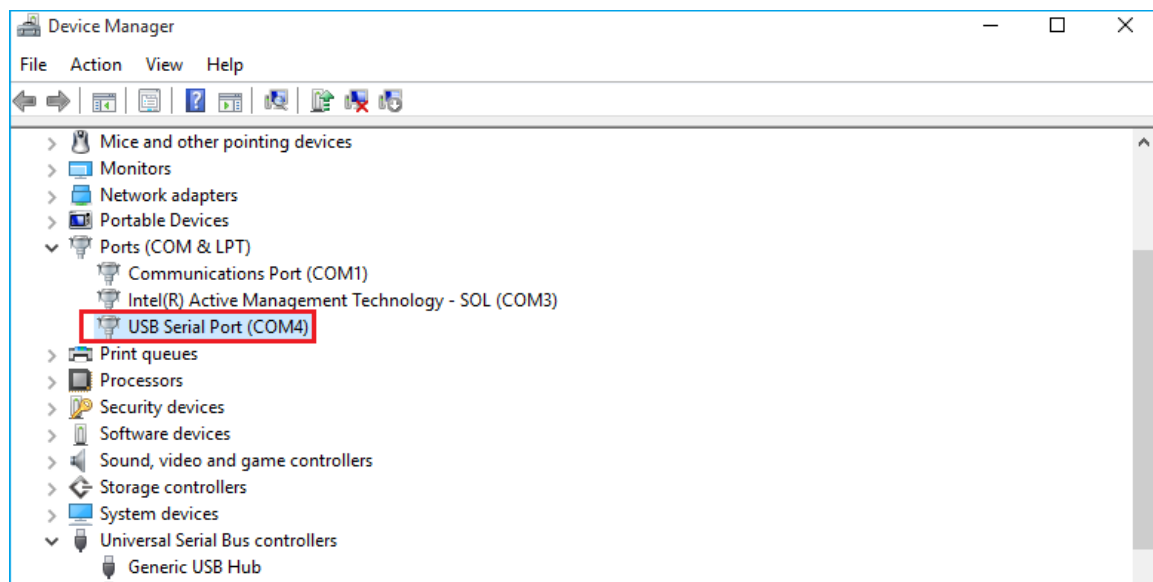 Device Manager
File Action View Help
Mice and other pointing devices
Monitors
Network adapters
Portable Devices
Ports (COM & LPT)
Communications Port (COM1)
Intel(R) Active Management Technology - SOL (COM3)
USB Serial Port (COM4)
Print queues
Processors
Security devices
Software devices
Sound, video and game controllers
Storage controllers
System devices
Universal Serial Bus controllers
Generic USB Hub